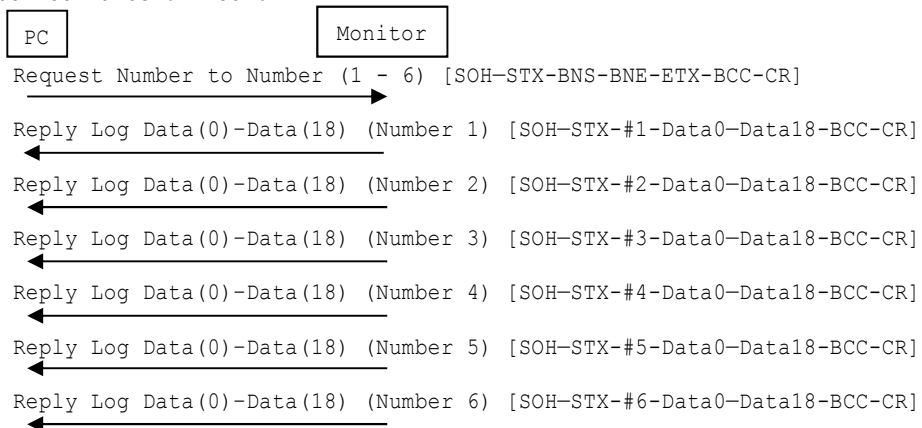 PC Monitor
Request Number to Number (1 - 6) [SOH—STX-BNS-BNE-ETX-BCC-CR]
Reply Log Data(0)-Data(18) (Number 1) [SOH—STX-#1-Data0—Data18-BCC-CR]
Reply Log Data(0)-Data(18) (Number 2) [SOH—STX-#2-Data0—Data18-BCC-CR]
Reply Log Data(0)-Data(18) (Number 3) [SOH—STX-#3-Data0—Data18-BCC-CR]
Reply Log Data(0)-Data(18) (Number 4) [SOH—STX-#4-Data0—Data18-BCC-CR]
Reply Log Data(0)-Data(18) (Number 5) [SOH—STX-#5-Data0—Data18-BCC-CR]
Reply Log Data(0)-Data(18) (Number 6) [SOH—STX-#6-Data0—Data18-BCC-CR]